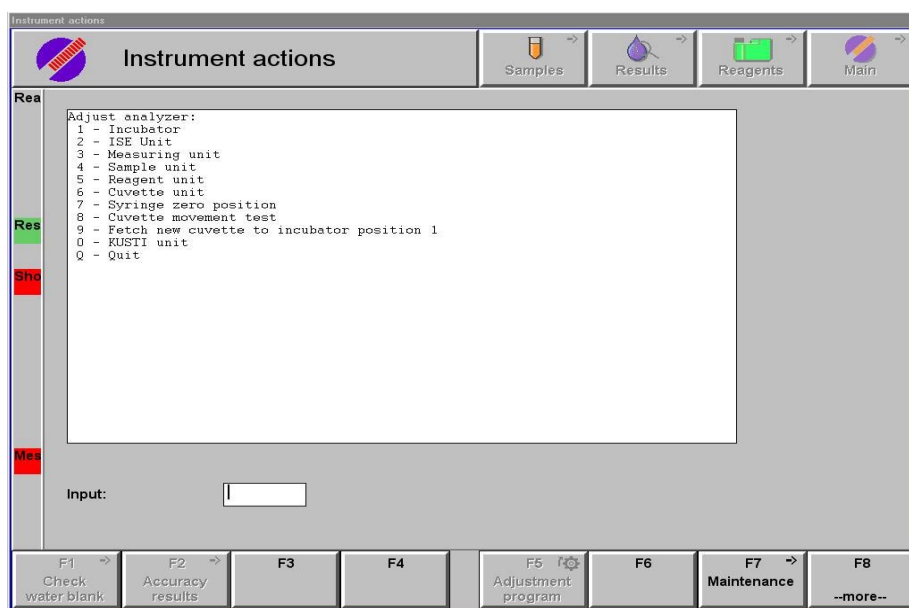 Instrument actions
Instrument actions
Samples
Results
Reagents
Main
Rea
Adjust analyzer:
1 - Incubator
2 - ISE Unit
3 - Measuring unit
4 - Sample unit
5 - Reagent unit
6 - Cuvette unit
7 - Syringe zero position
8 - Cuvette movement test
9 - Fetch new cuvette to incubator position 1
0 - KUSTI unit
Q - Quit
Res
Sho
Mes
Input:
F1
Check
water blank
F2
Accuracy
results
F3
F4
F5
Adjustment
program
F6
F7
Maintenance
F8
--more--